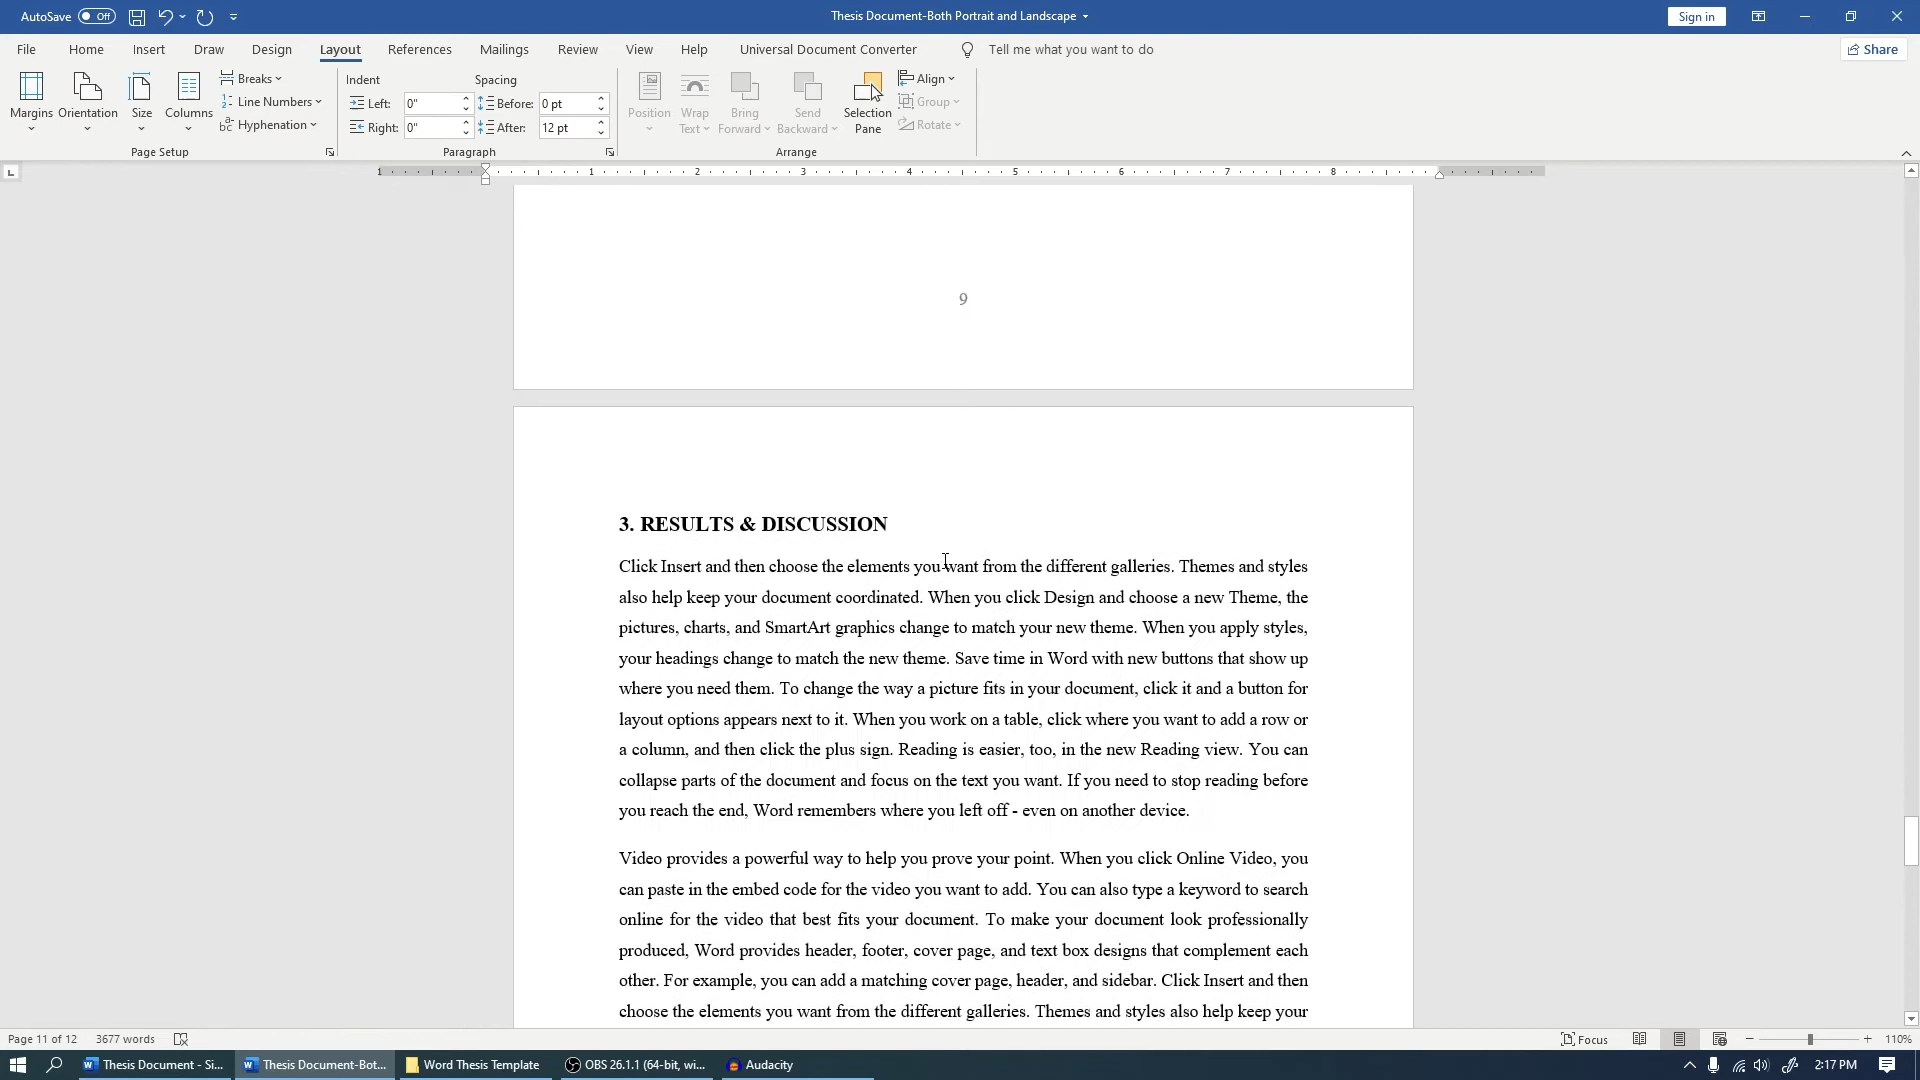 AutoSave Off
Thesis Document-Both Portrait and Landscape
Sign in
File Home Insert Draw Design Layout References Mailings Review View Help Universal Document Converter Tell me what you want to do Share
Margins Orientation Size Columns
Breaks
Line Numbers
Hyphenation
Page Setup
Indent Spacing
Left: 0" Before: 0 pt
Right: 0" After: 12 pt
Paragraph
Position Wrap Text Bring Forward Send Backward Selection Pane
Align
Group
Rotate
Arrange
1 1 2 3 4 5 6 7 8
9
3. RESULTS & DISCUSSION
Click Insert and then choose the elements you want from the different galleries. Themes and styles
also help keep your document coordinated. When you click Design and choose a new Theme, the
pictures, charts, and SmartArt graphics change to match your new theme. When you apply styles,
your headings change to match the new theme. Save time in Word with new buttons that show up
where you need them. To change the way a picture fits in your document, click it and a button for
layout options appears next to it. When you work on a table, click where you want to add a row or
a column, and then click the plus sign. Reading is easier, too, in the new Reading view. You can
collapse parts of the document and focus on the text you want. If you need to stop reading before
you reach the end, Word remembers where you left off - even on another device.
Video provides a powerful way to help you prove your point. When you click Online Video, you
can paste in the embed code for the video you want to add. You can also type a keyword to search
online for the video that best fits your document. To make your document look professionally
produced, Word provides header, footer, cover page, and text box designs that complement each
other. For example, you can add a matching cover page, header, and sidebar. Click Insert and then
choose the elements you want from the different galleries. Themes and styles also help keep your
Page 11 of 12 3677 words Focus 110%
Thesis Document - Si... Thesis Document-Bot... Word Thesis Template OBS 26.1.1 (64-bit, wi... Audacity 2:17 PM